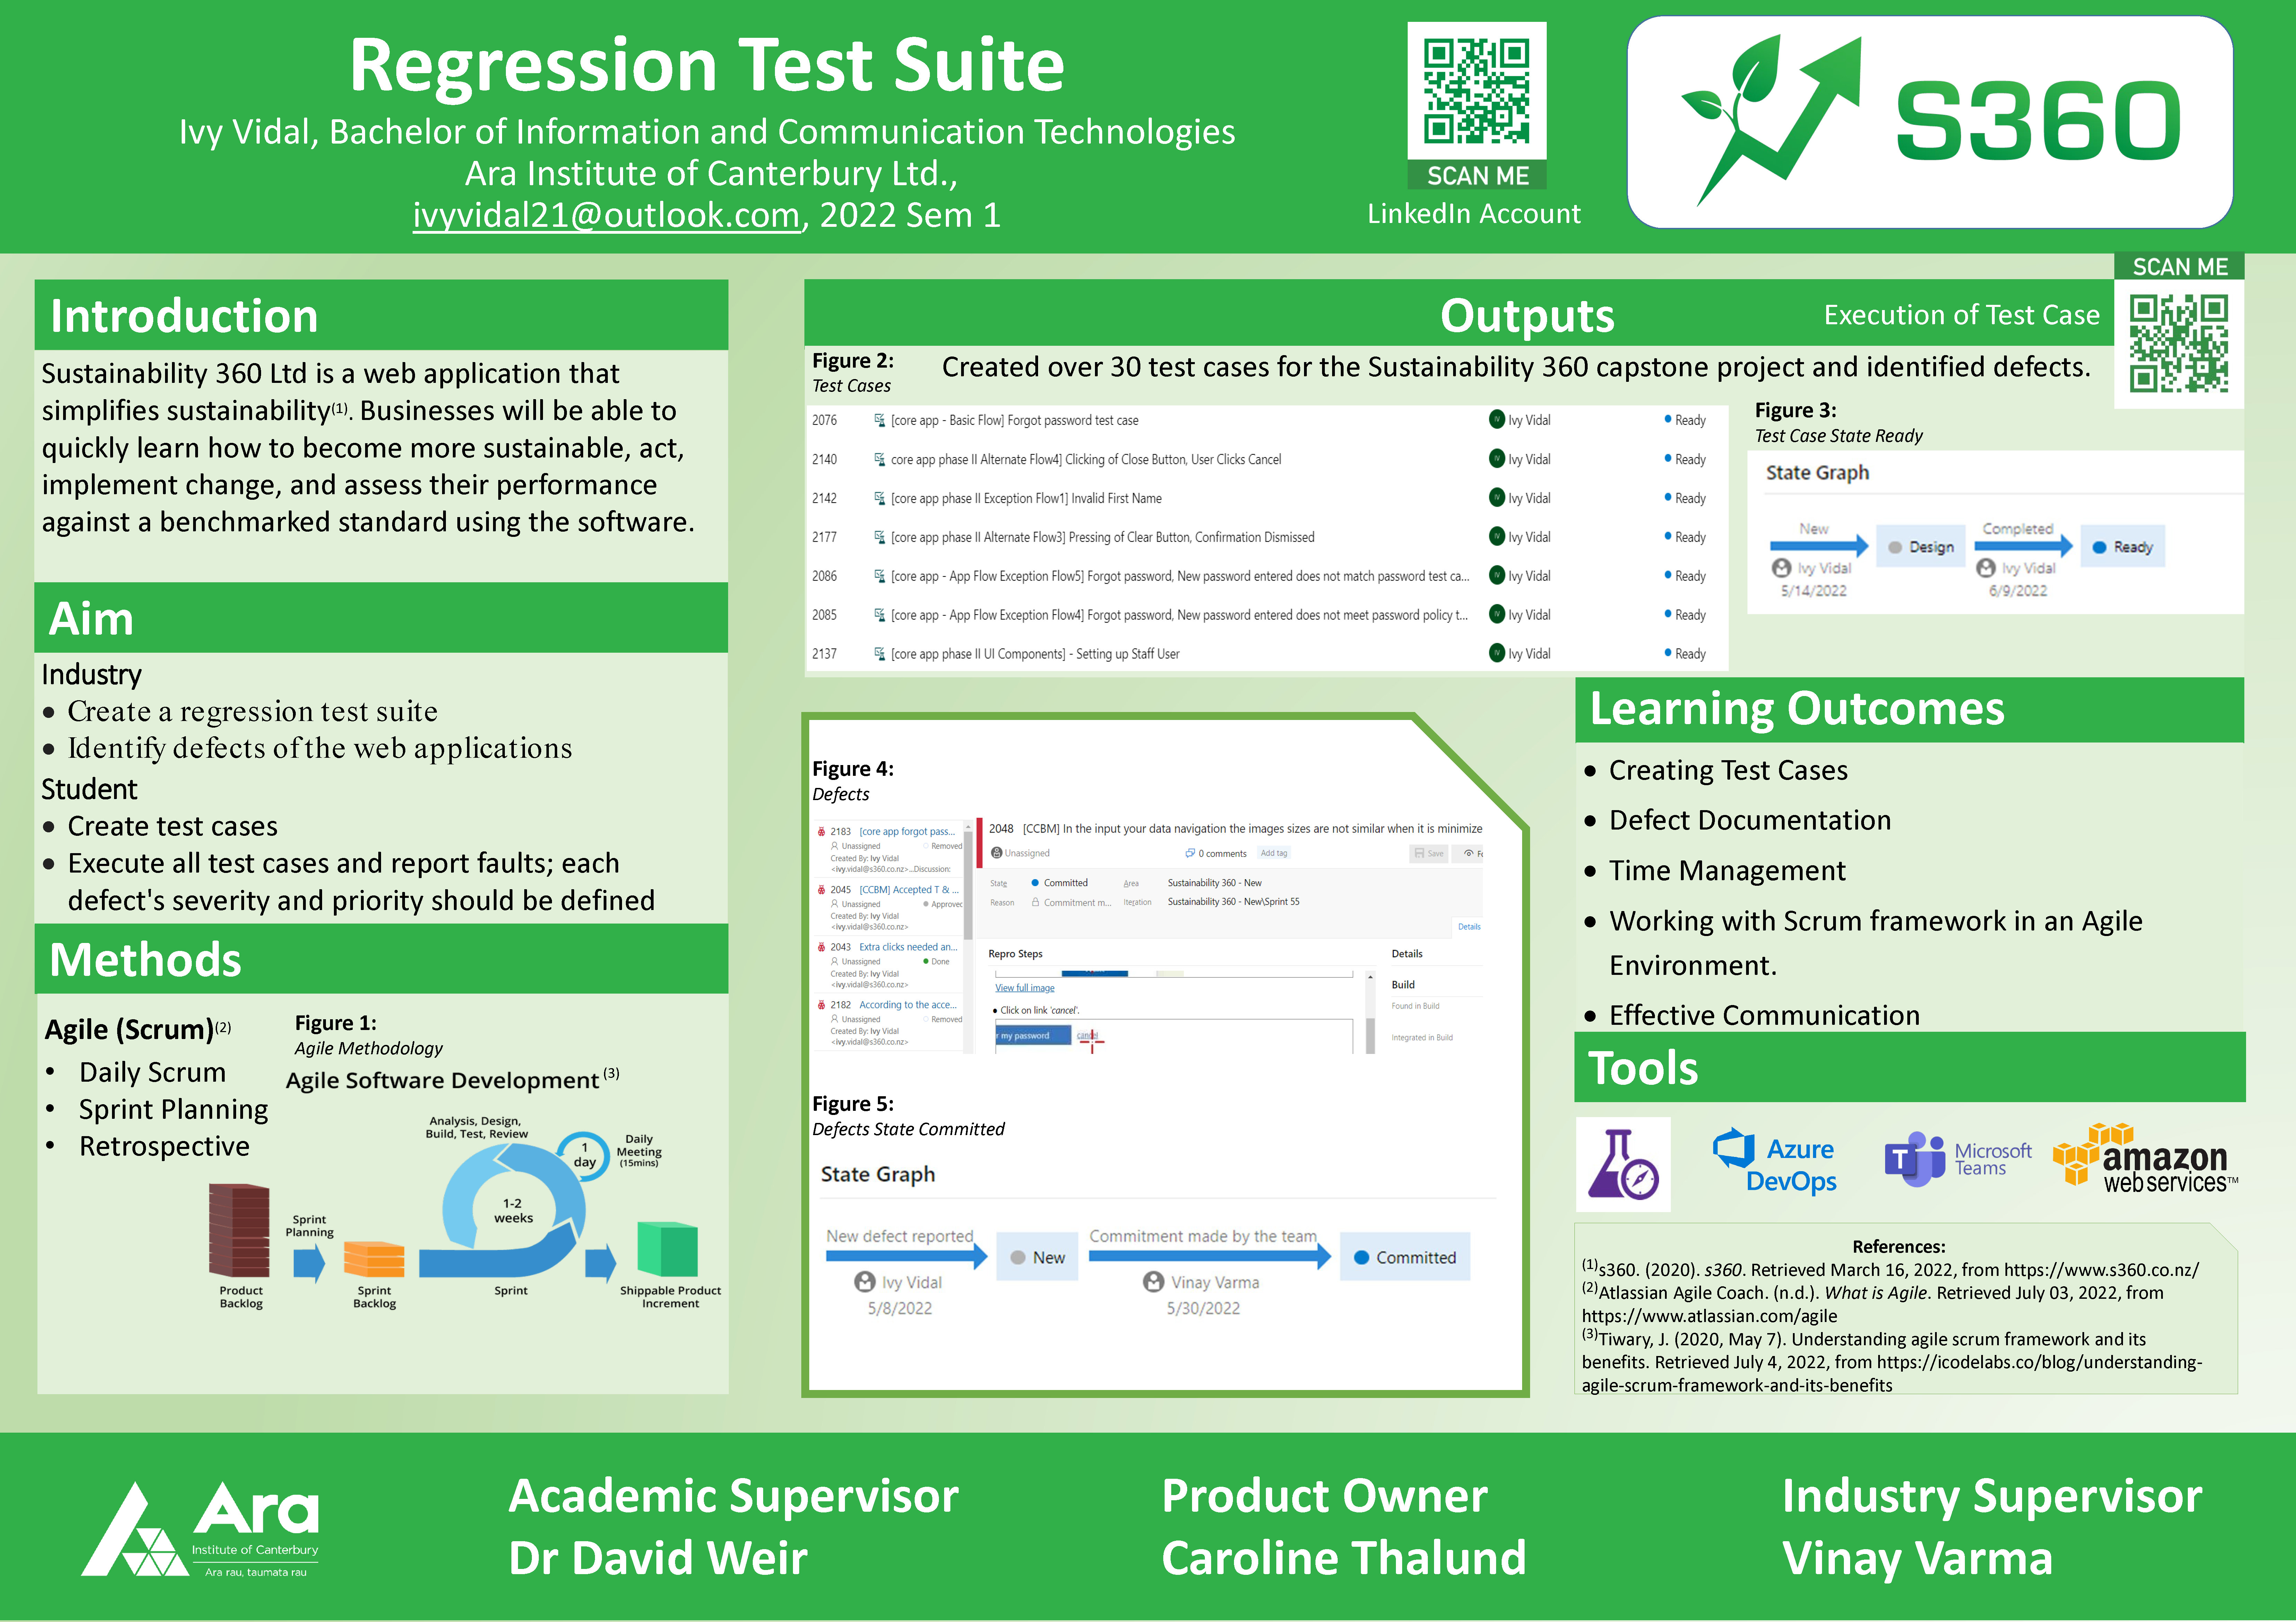 Regression Test Suite
Ivy Vidal, Bachelor of Information and Communication Technologies
Ara Institute of Canterbury Ltd.,
ivyvidal21@outlook.com, 2022 Sem 1
SCAN ME
LinkedIn Account
S360
Introduction
Sustainability 360 Ltd is a web application that
simplifies sustainability(1). Businesses will be able to
quickly learn how to become more sustainable, act,
implement change, and assess their performance
against a benchmarked standard using the software.
Aim
Industry
• Create a regression test suite
• Identify defects of the web applications
Student
• Create test cases
• Execute all test cases and report faults; each
defect's severity and priority should be defined
Methods
Agile (Scrum)(2)
• Daily Scrum
• Sprint Planning
• Retrospective
Figure 1:
Agile Methodology
Agile Software Development (3)
Analysis, Design,
Build, Test, Review
1
day
Daily
Meeting
(15mins)
1-2
weeks
Sprint
Planning
Product
Backlog
Sprint
Backlog
Sprint
Shippable Product
Increment
Outputs
Execution of Test Case
SCAN ME
Figure 2:
Test Cases
Created over 30 test cases for the Sustainability 360 capstone project and identified defects.
2076 [core app - Basic Flow] Forgot password test case IV Ivy Vidal Ready
2140 core app phase II Alternate Flow4] Clicking of Close Button, User Clicks Cancel IV Ivy Vidal Ready
2142 [core app phase II Exception Flow1] Invalid First Name IV Ivy Vidal Ready
2177 [core app phase II Alternate Flow3] Pressing of Clear Button, Confirmation Dismissed IV Ivy Vidal Ready
2086 [core app - App Flow Exception Flow5] Forgot password, New password entered does not match password test ca... IV Ivy Vidal Ready
2085 [core app - App Flow Exception Flow4] Forgot password, New password entered does not meet password policy t... IV Ivy Vidal Ready
2137 [core app phase II UI Components] - Setting up Staff User IV Ivy Vidal Ready
Figure 3:
Test Case State Ready
State Graph
New
Ivy Vidal
5/14/2022
Design
Completed
Ivy Vidal
6/9/2022
Ready
Figure 4:
Defects
2183 [core app forgot pass...
Unassigned Removed
Created By: Ivy Vidal
<ivy.vidal@s360.co.nz>...Discussion:
2045 [CCBM] Accepted T & ...
Unassigned Approved
Created By: Ivy Vidal
<ivy.vidal@s360.co.nz>
2043 Extra clicks needed an...
Unassigned Done
Created By: Ivy Vidal
<ivy.vidal@s360.co.nz>
2182 According to the acce...
Unassigned Removed
Created By: Ivy Vidal
<ivy.vidal@s360.co.nz>
2048 [CCBM] In the input your data navigation the images sizes are not similar when it is minimize
Unassigned 0 comments Add tag Save
State Committed Area Sustainability 360 - New
Reason Commitment m... Iteration Sustainability 360 - New\Sprint 55
Details
Repro Steps
View full image
• Click on link 'cancel'.
r my password cancel
Details
Build
Found in Build
Integrated in Build
Figure 5:
Defects State Committed
State Graph
New defect reported
Ivy Vidal
5/8/2022
New
Commitment made by the team
Vinay Varma
5/30/2022
Committed
Learning Outcomes
• Creating Test Cases
• Defect Documentation
• Time Management
• Working with Scrum framework in an Agile
Environment.
• Effective Communication
Tools
Azure
DevOps
T
Microsoft
Teams
amazon
web services™
References:
(1)s360. (2020). s360. Retrieved March 16, 2022, from https://www.s360.co.nz/
(2)Atlassian Agile Coach. (n.d.). What is Agile. Retrieved July 03, 2022, from
https://www.atlassian.com/agile
(3)Tiwary, J. (2020, May 7). Understanding agile scrum framework and its
benefits. Retrieved July 4, 2022, from https://icodelabs.co/blog/understanding-
agile-scrum-framework-and-its-benefits
Ara
Institute of Canterbury
Ara rau, taumata rau
Academic Supervisor
Dr David Weir
Product Owner
Caroline Thalund
Industry Supervisor
Vinay Varma